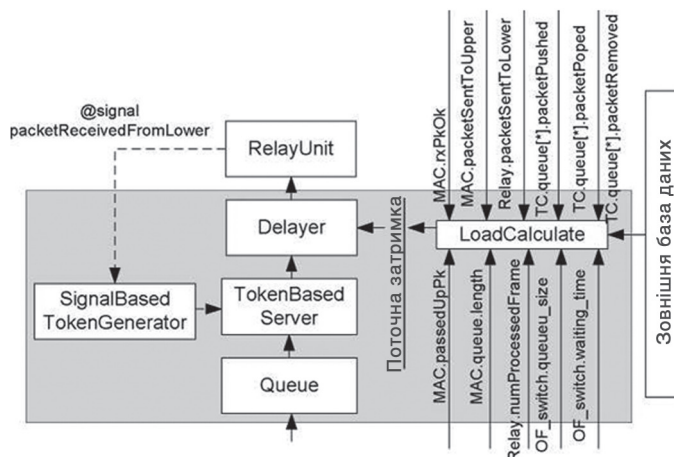 @signal
packetReceivedFromLower
RelayUnit
Delayer
SignalBased
TokenGenerator
TokenBased
Server
Queue
Поточна затримка
MAC.rxPkOk
MAC.packetSentToUpper
Relay.packetSentToLower
TC.queue[*],packetPushed
TC.queue[*],packetPoped
TC.queue[*],packetRemoved
LoadCalculate
MAC.passedUpPk
MAC.queue.length
Relay.numProcessedFrame
OF_switch.queueu_size
OF_switch.waiting_time
Зовнішня база даних